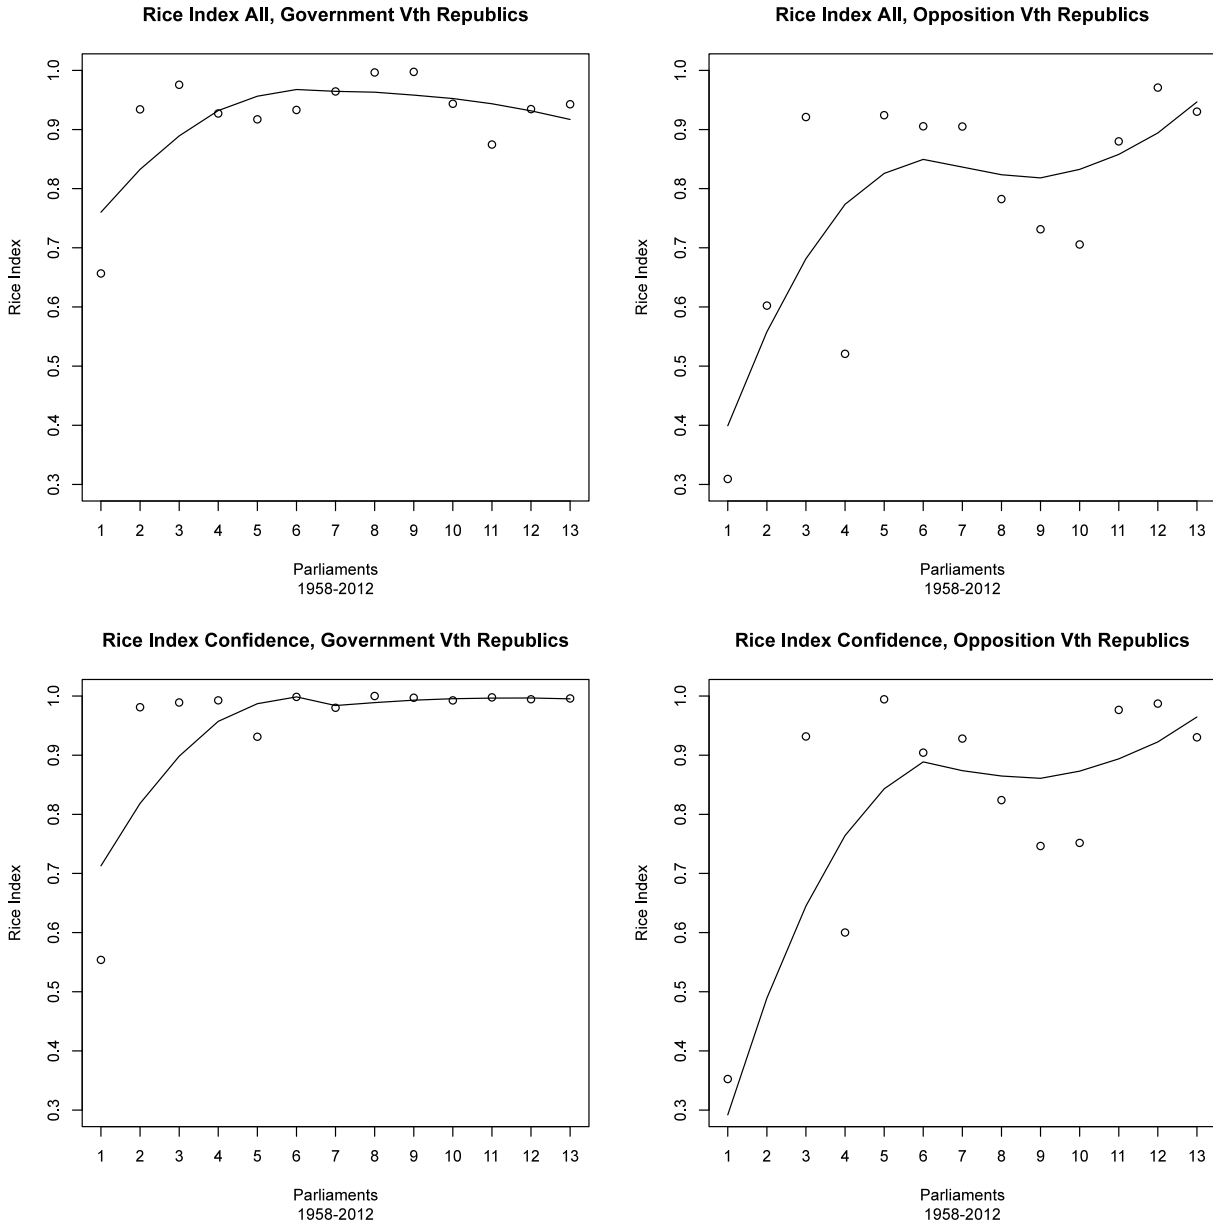 Rice Index All, Government Vth Republics
Rice Index
1.0
0.9
0.8
0.7
0.6
0.5
0.4
0.3
1 2 3 4 5 6 7 8 9 10 11 12 13
Parliaments
1958-2012
Rice Index All, Opposition Vth Republics
Rice Index
1.0
0.9
0.8
0.7
0.6
0.5
0.4
0.3
1 2 3 4 5 6 7 8 9 10 11 12 13
Parliaments
1958-2012
Rice Index Confidence, Government Vth Republics
Rice Index
1.0
0.9
0.8
0.7
0.6
0.5
0.4
0.3
1 2 3 4 5 6 7 8 9 10 11 12 13
Parliaments
1958-2012
Rice Index Confidence, Opposition Vth Republics
Rice Index
1.0
0.9
0.8
0.7
0.6
0.5
0.4
0.3
1 2 3 4 5 6 7 8 9 10 11 12 13
Parliaments
1958-2012